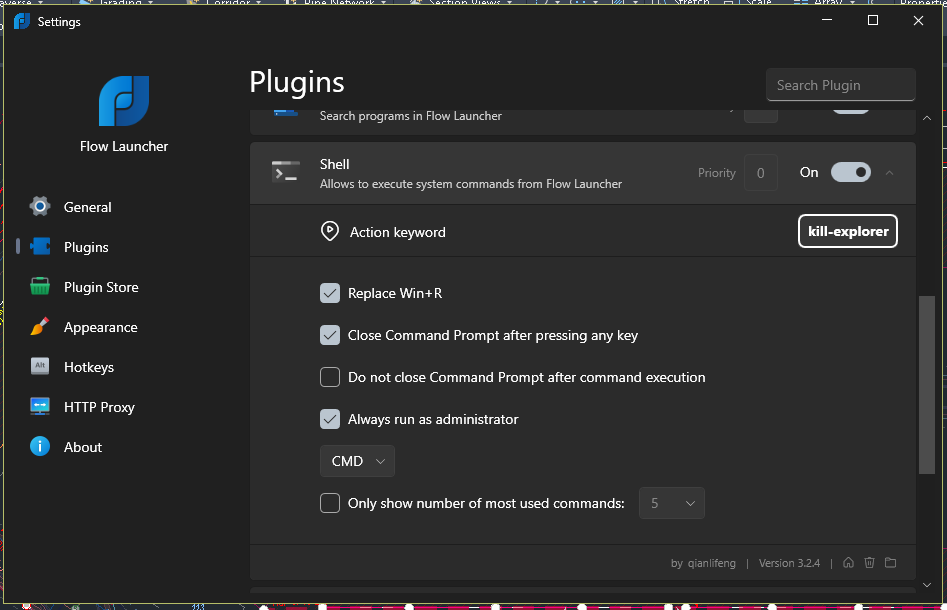 Settings
Flow Launcher
General
Plugins
Plugin Store
Appearance
Hotkeys
HTTP Proxy
About
Plugins
Search Plugin
Search programs in Flow Launcher
Shell
Allows to execute system commands from Flow Launcher
Priority 0 On
Action keyword kill-explorer
Replace Win+R
Close Command Prompt after pressing any key
Do not close Command Prompt after command execution
Always run as administrator
CMD
Only show number of most used commands: 5
by qianlifeng | Version 3.2.4 |